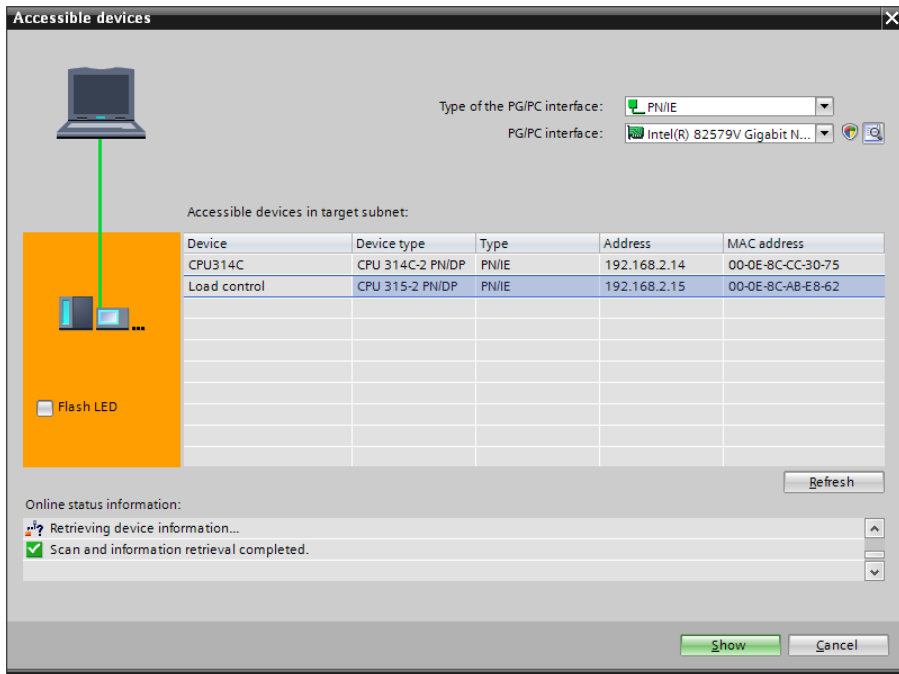 Accessible devices
Type of the PG/PC interface: PN/IE
PG/PC interface: Intel(R) 82579V Gigabit N...
Accessible devices in target subnet:
Device Device type Type Address MAC address
CPU314C CPU 314C-2 PN/DP PN/IE 192.168.2.14 00-0E-8C-CC-30-75
Load control CPU 315-2 PN/DP PN/IE 192.168.2.15 00-0E-8C-AB-E8-62
...
Flash LED
Refresh
Online status information:
? Retrieving device information...
Scan and information retrieval completed.
Show Cancel